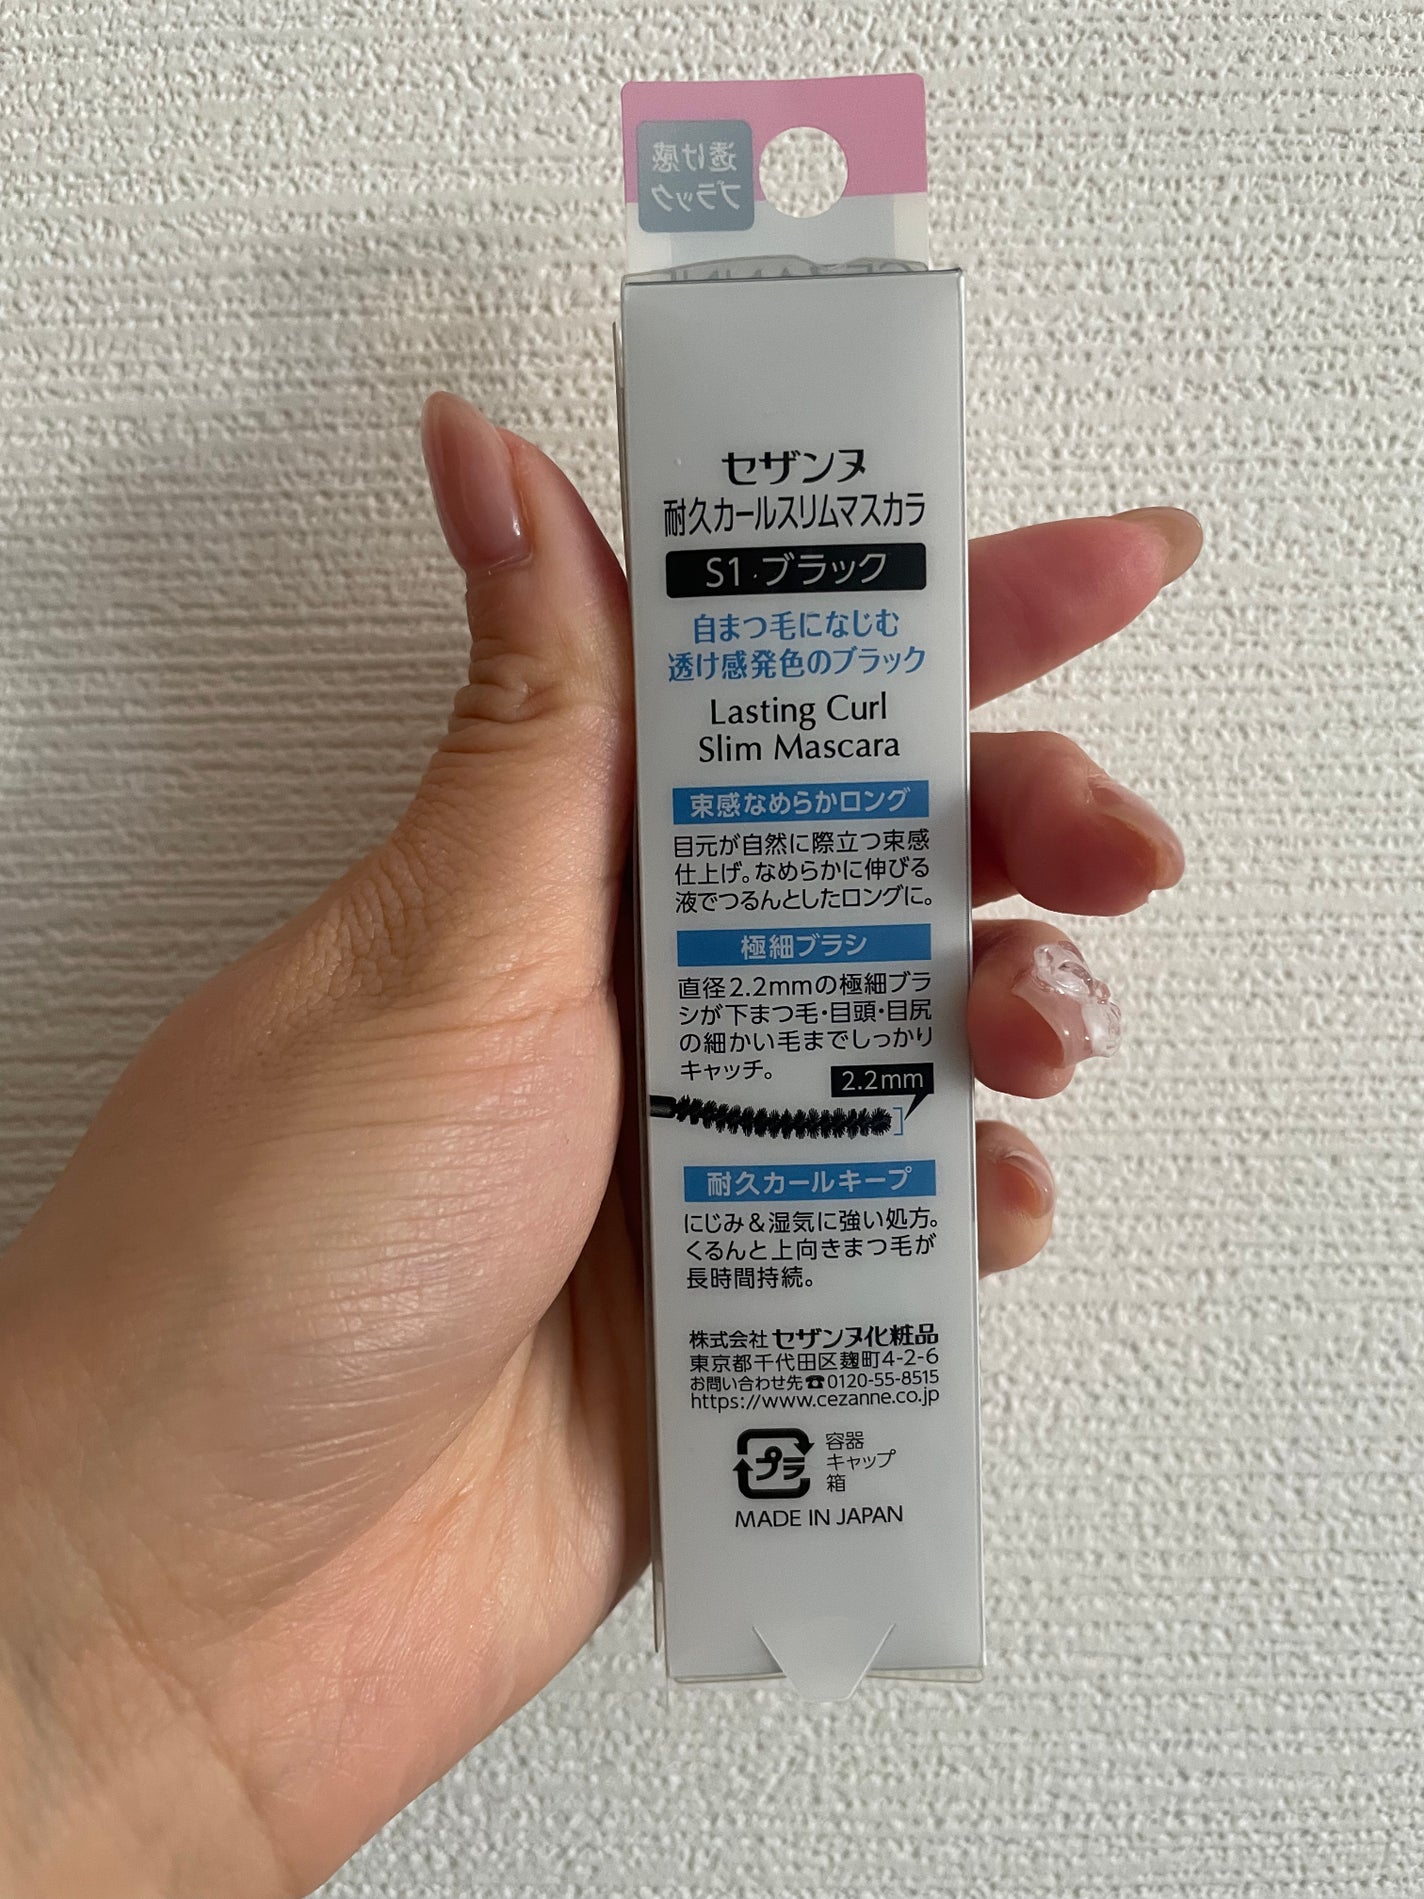 透け感
ブラック
CEZANNE
セザンヌ
耐久カールスリムマスカラ
S1 ブラック
自まつ毛になじむ
透け感発色のブラック
Lasting Curl
Slim Mascara
束感なめらかロング
目元が自然に際立つ束感
仕上げ。なめらかに伸びる
液でつるんとしたロングに。
極細ブラシ
直径2.2mmの極細ブラ
シが下まつ毛・目頭・目尻
の細かい毛までしっかり
キャッチ。
2.2mm
耐久カールキープ
にじみ＆湿気に強い処方。
くるんと上向きまつ毛が
長時間持続。
株式会社 セザンヌ化粧品
東京都千代田区麹町4-2-6
お問い合わせ先☎0120-55-8515
https://www.cezanne.co.jp
プラ
容器
キャップ
箱
MADE IN JAPAN